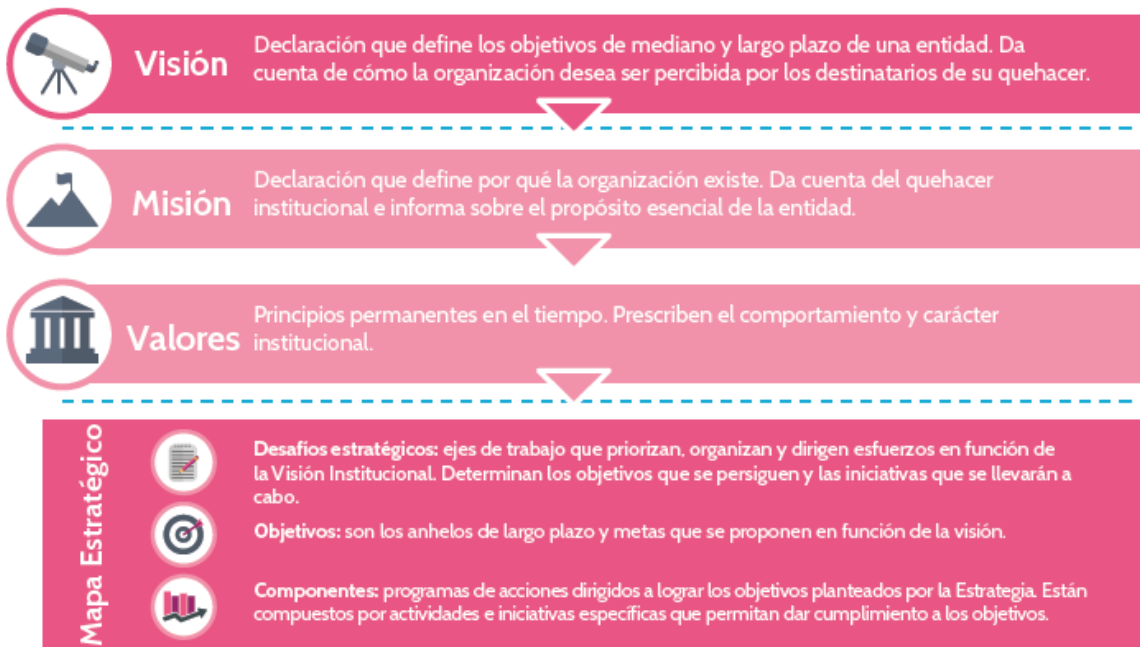 Visión
Declaración que define los objetivos de mediano y largo plazo de una entidad. Da
cuenta de cómo la organización desea ser percibida por los destinatarios de su quehacer.
Misión
Declaración que define por qué la organización existe. Da cuenta del quehacer
institucional e informa sobre el propósito esencial de la entidad.
Valores
Principios permanentes en el tiempo. Prescriben el comportamiento y carácter
institucional.
Mapa Estratégico
Desafíos estratégicos: ejes de trabajo que priorizan, organizan y dirigen esfuerzos en función de
la Visión Institucional. Determinan los objetivos que se persiguen y las iniciativas que se llevarán a
cabo.
Objetivos: son los anhelos de largo plazo y metas que se proponen en función de la visión.
Componentes: programas de acciones dirigidos a lograr los objetivos planteados por la Estrategia. Están
compuestos por actividades e iniciativas específicas que permitan dar cumplimiento a los objetivos.